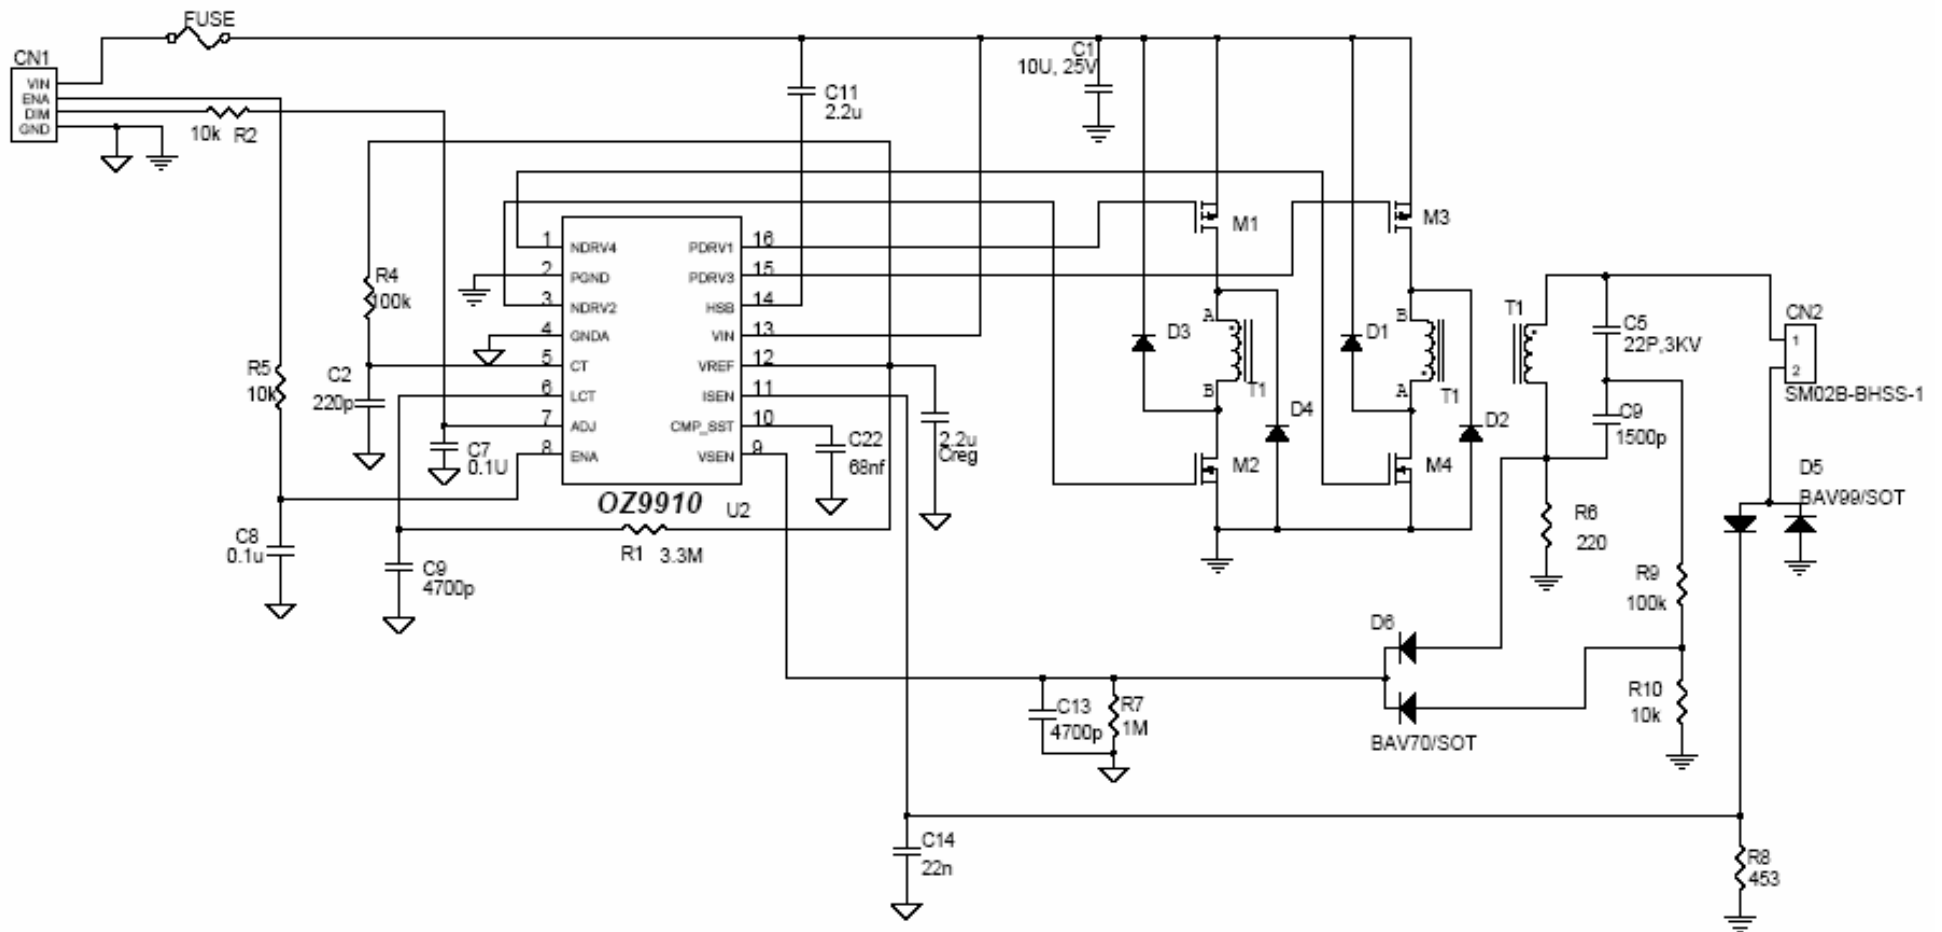 FUSE
CN1
VIN
ENA
DIM
GND
10k R2
C11
2.2u
C1
10U, 25V
M1
M3
1 NDRV4
2 PGND
3 NDRV2
4 GNDA
5 CT
6 LCT
7 ADJ
8 ENA
PDRV1 16
PDRV3 15
HSB 14
VIN 13
VREF 12
ISEN 11
CMP_SST 10
VSEN 9
OZ9910 U2
R4
100k
R5
10k
C2
220p
C7
0.1U
C22
68nf
2.2u
Creg
C8
0.1u
R1 3.3M
C9
4700p
A
B
T1
D3
D4
M2
B
A
T1
D1
D2
M4
T1
C5
22P,3KV
C9
1500p
CN2
1
2
SM02B-BHSS-1
D5
BAV99/SOT
R6
220
R9
100k
D6
R10
10k
BAV70/SOT
C13
4700p
R7
1M
C14
22n
R8
453